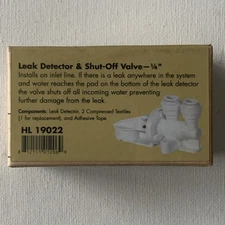 Leak Detector & Shut-Off Valve—¼"
Installs on inlet line. If there is a leak anywhere in the system
and water reaches the pad on the bottom of the leak detector
the valve shuts off all incoming water preventing
further damage from the leak.
Components: Leak Detector, 2 Compressed Textiles
(1 for replacement), and Adhesive Tape
HL 19022